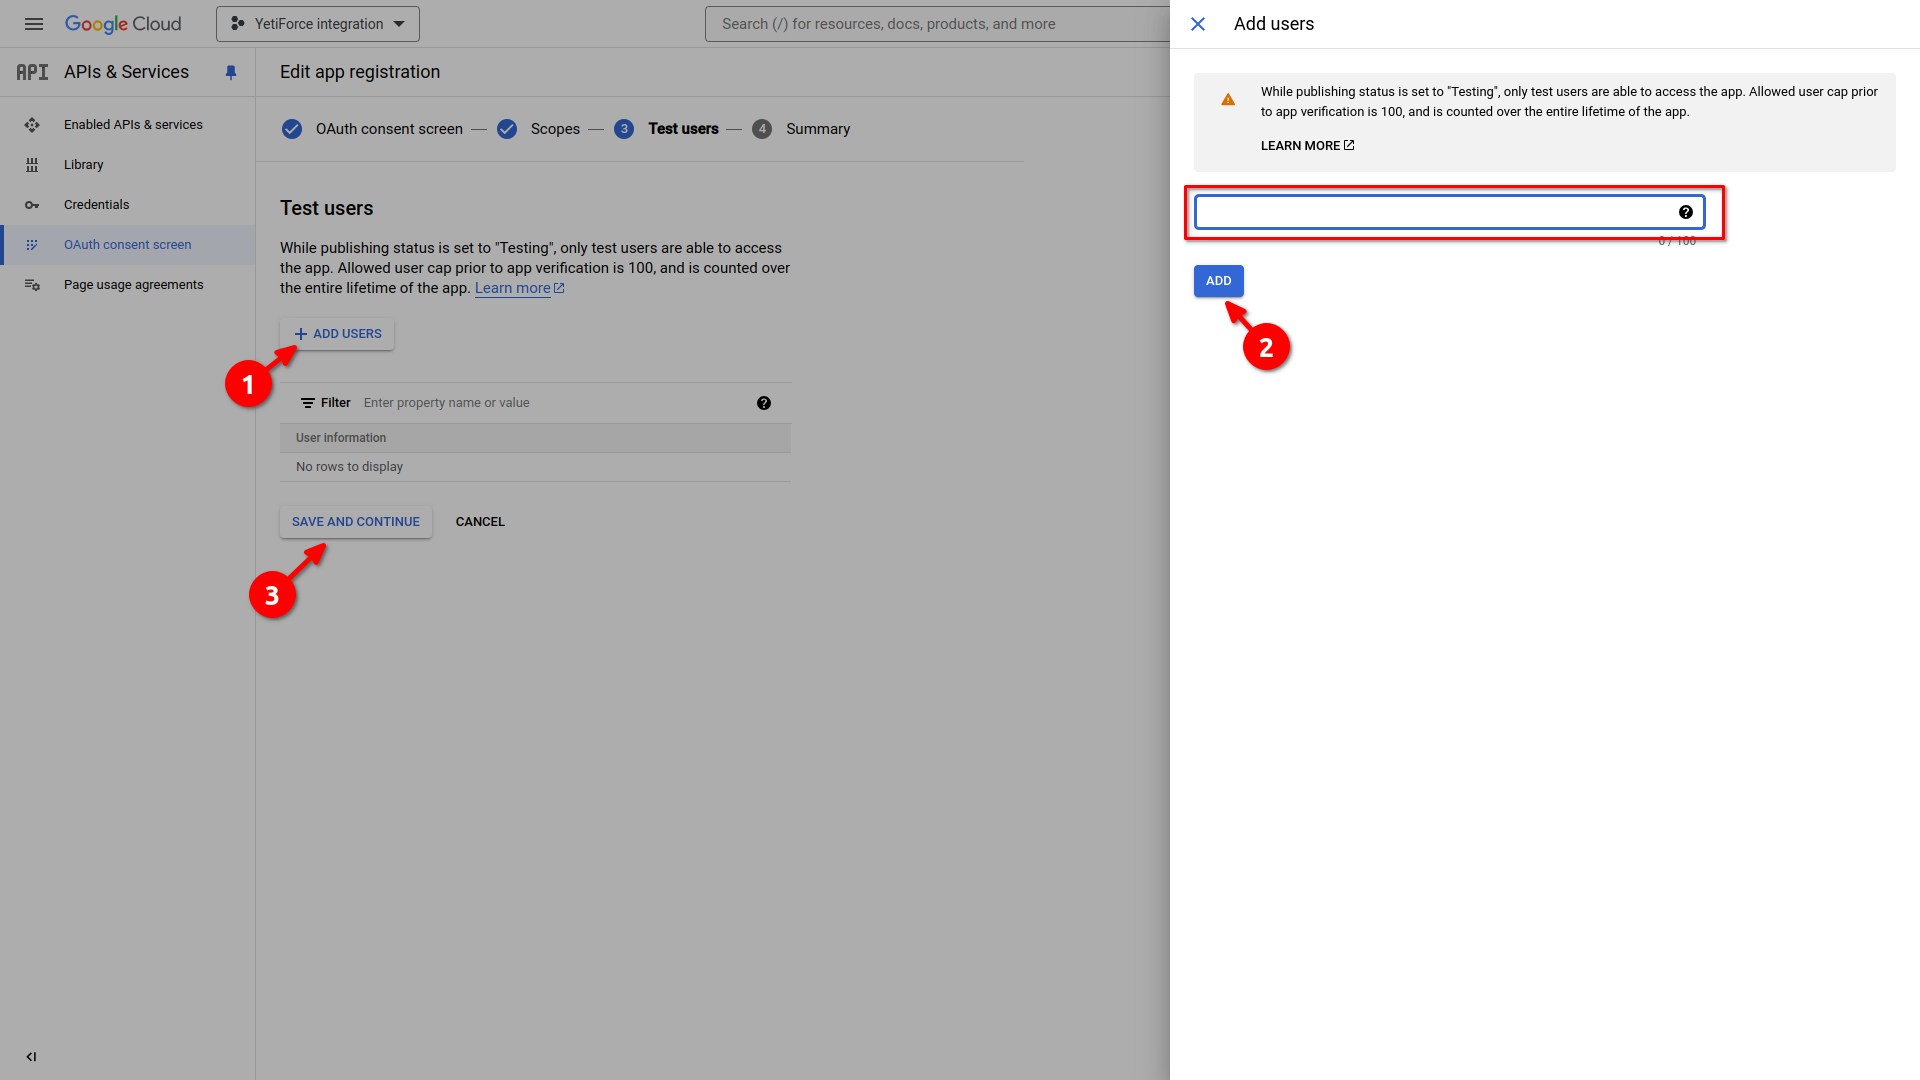 Google Cloud
YetiForce integration
Search (/) for resources, docs, products, and more
API APIs & Services
Enabled APIs & services
Library
Credentials
OAuth consent screen
Page usage agreements
Edit app registration
OAuth consent screen — Scopes — 3 Test users — 4 Summary
Test users
While publishing status is set to "Testing", only test users are able to access
the app. Allowed user cap prior to app verification is 100, and is counted over
the entire lifetime of the app. Learn more
ADD USERS
1
Filter Enter property name or value
User information
No rows to display
SAVE AND CONTINUE CANCEL
3
Add users
While publishing status is set to "Testing", only test users are able to access the app. Allowed user cap prior
to app verification is 100, and is counted over the entire lifetime of the app.
LEARN MORE
0 / 100
ADD
2